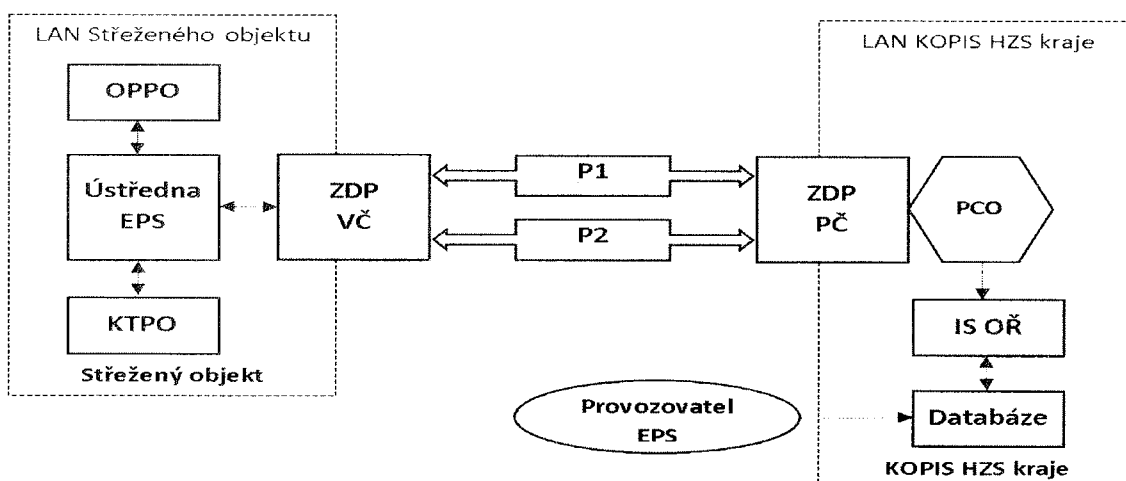 LAN Střeženého objektu
OPPO
Ústředna
EPS
KTPO
Střežený objekt
ZDP
VČ
P1
P2
LAN KOPIS HZS kraje
ZDP
PČ
PCO
IS OŘ
Databáze
KOPIS HZS kraje
Provozovatel
EPS